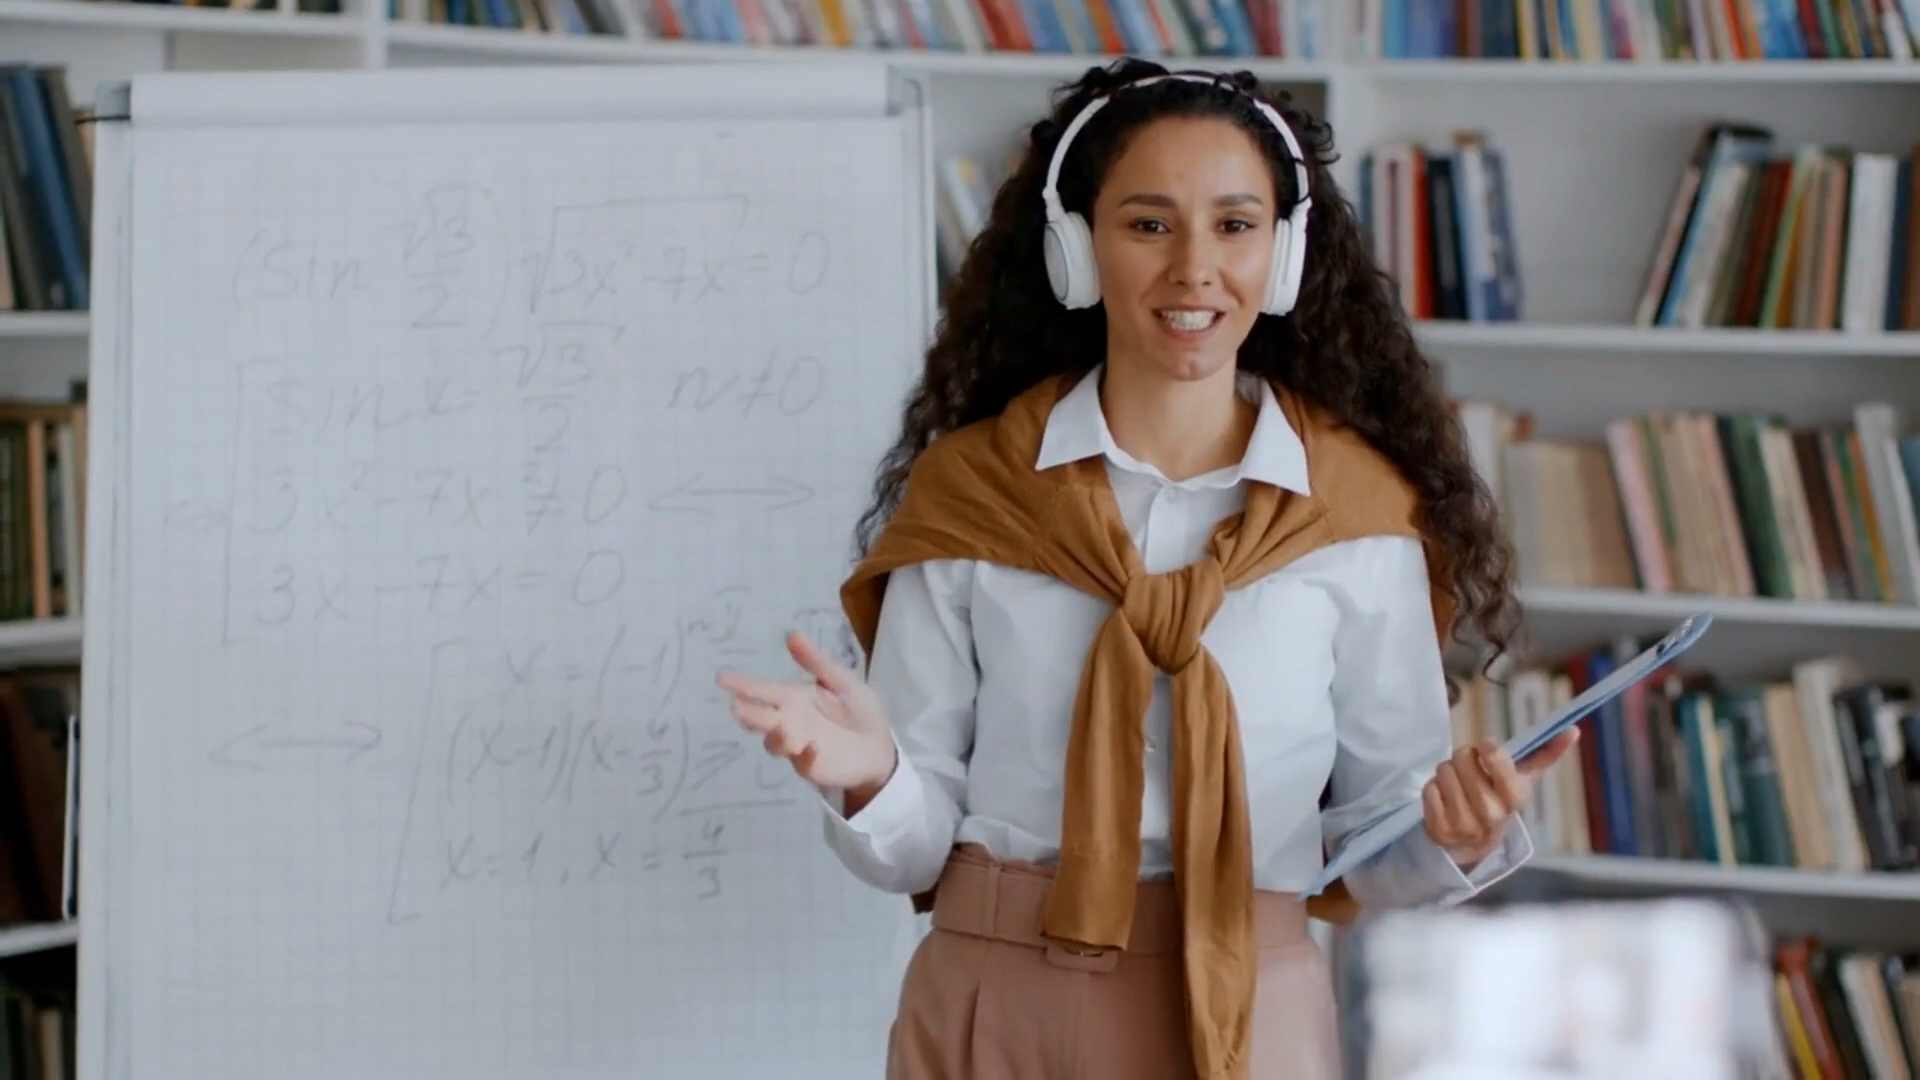 (Sin √3/2) √3x²-7x = 0
Sin x = √3/2 n ≠ 0
3x²-7x ≠ 0 ⟷
3x-7x = 0
x = (-1)
⟷ (x-1)(x-4/3) ≥
x=1, x = 4/3